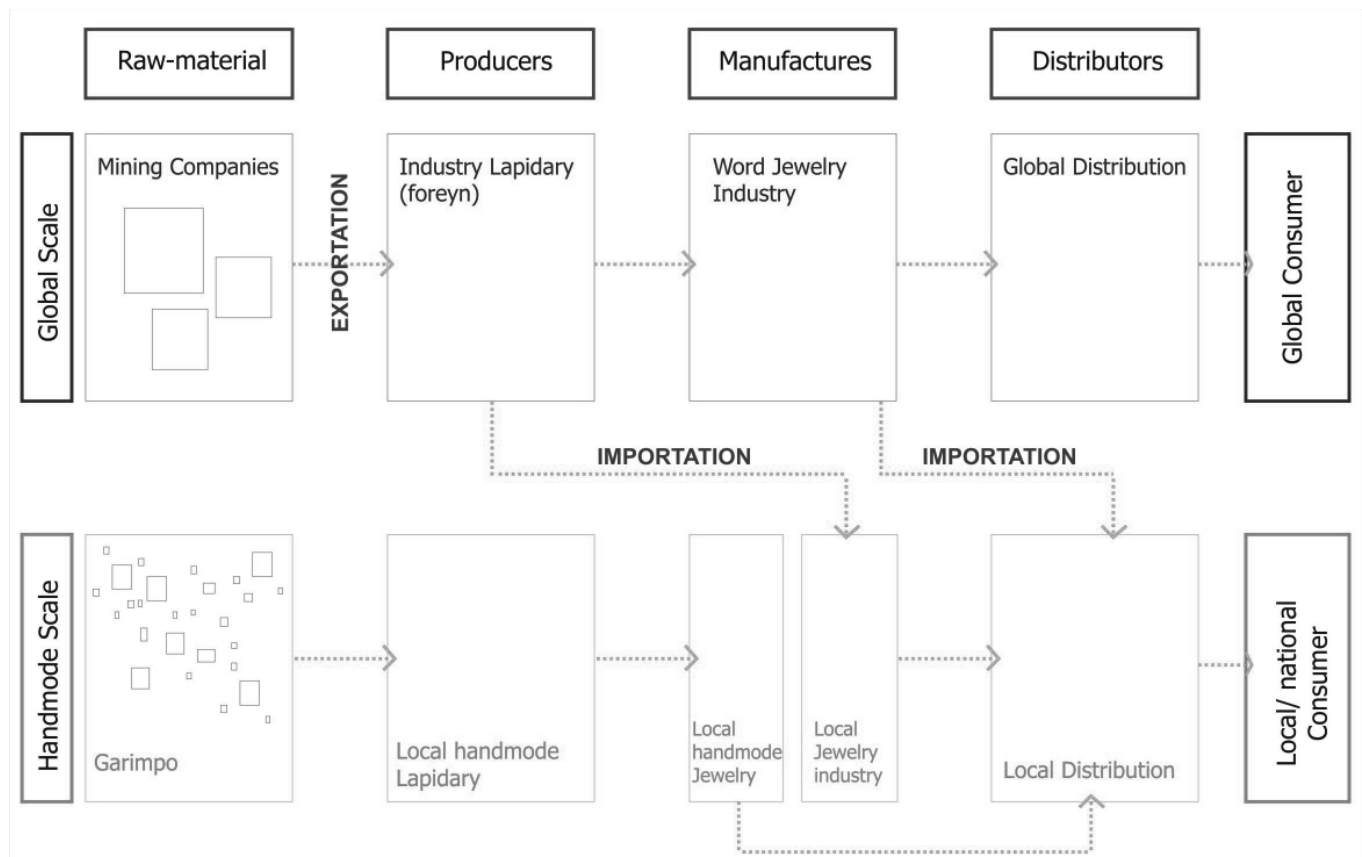 Raw-material
Producers
Manufactures
Distributors
Global Scale
Mining Companies
EXPORTATION
Industry Lapidary
(foreyn)
Word Jewelry
Industry
Global Distribution
Global Consumer
IMPORTATION
IMPORTATION
Handmode Scale
Garimpo
Local handmode
Lapidary
Local
handmode
Jewelry
Local
Jewelry
industry
Local Distribution
Local/ national
Consumer